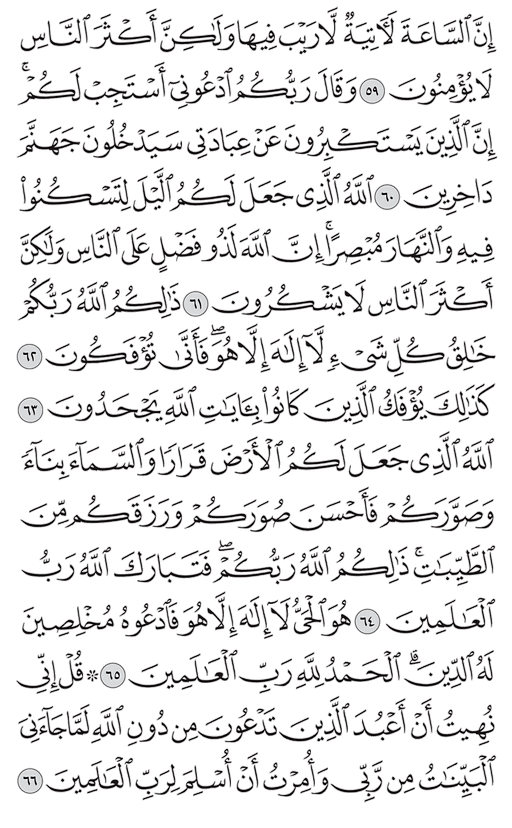 إِنَّ ٱلسَّاعَةَ لَـَٔاتِيَةٌ لَّا رَيْبَ فِيهَا وَلَٰكِنَّ أَكْثَرَ ٱلنَّاسِ
لَا يُؤْمِنُونَ ٥٩ وَقَالَ رَبُّكُمُ ٱدْعُونِىٓ أَسْتَجِبْ لَكُمْ ۚ
إِنَّ ٱلَّذِينَ يَسْتَكْبِرُونَ عَنْ عِبَادَتِى سَيَدْخُلُونَ جَهَنَّمَ
دَاخِرِينَ ٦٠ ٱللَّهُ ٱلَّذِى جَعَلَ لَكُمُ ٱلَّيْلَ لِتَسْكُنُوا۟
فِيهِ وَٱلنَّهَارَ مُبْصِرًا ۚ إِنَّ ٱللَّهَ لَذُو فَضْلٍ عَلَى ٱلنَّاسِ وَلَٰكِنَّ
أَكْثَرَ ٱلنَّاسِ لَا يَشْكُرُونَ ٦١ ذَٰلِكُمُ ٱللَّهُ رَبُّكُمْ
خَٰلِقُ كُلِّ شَىْءٍ لَّآ إِلَٰهَ إِلَّا هُوَ ۖ فَأَنَّىٰ تُؤْفَكُونَ ٦٢
كَذَٰلِكَ يُؤْفَكُ ٱلَّذِينَ كَانُوا۟ بِـَٔايَٰتِ ٱللَّهِ يَجْحَدُونَ ٦٣
ٱللَّهُ ٱلَّذِى جَعَلَ لَكُمُ ٱلْأَرْضَ قَرَارًا وَٱلسَّمَآءَ بِنَآءً
وَصَوَّرَكُمْ فَأَحْسَنَ صُوَرَكُمْ وَرَزَقَكُم مِّنَ
ٱلطَّيِّبَٰتِ ۚ ذَٰلِكُمُ ٱللَّهُ رَبُّكُمْ ۖ فَتَبَارَكَ ٱللَّهُ رَبُّ
ٱلْعَٰلَمِينَ ٦٤ هُوَ ٱلْحَىُّ لَآ إِلَٰهَ إِلَّا هُوَ فَٱدْعُوهُ مُخْلِصِينَ
لَهُ ٱلدِّينَ ۗ ٱلْحَمْدُ لِلَّهِ رَبِّ ٱلْعَٰلَمِينَ ٦٥ ۞ قُلْ إِنِّى
نُهِيتُ أَنْ أَعْبُدَ ٱلَّذِينَ تَدْعُونَ مِن دُونِ ٱللَّهِ لَمَّا جَآءَنِىَ
ٱلْبَيِّنَٰتُ مِن رَّبِّى وَأُمِرْتُ أَنْ أُسْلِمَ لِرَبِّ ٱلْعَٰلَمِينَ ٦٦